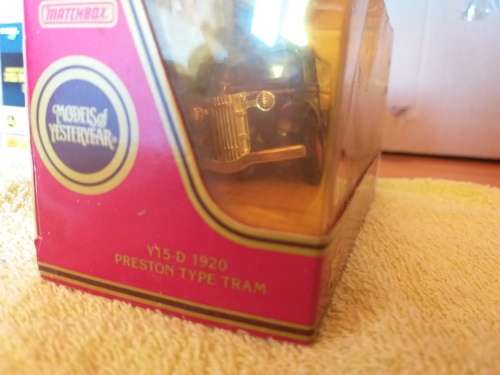 MATCHBOX
MODELS of
YESTERYEAR®
Y15-D 1920
PRESTON TYPE TRAM